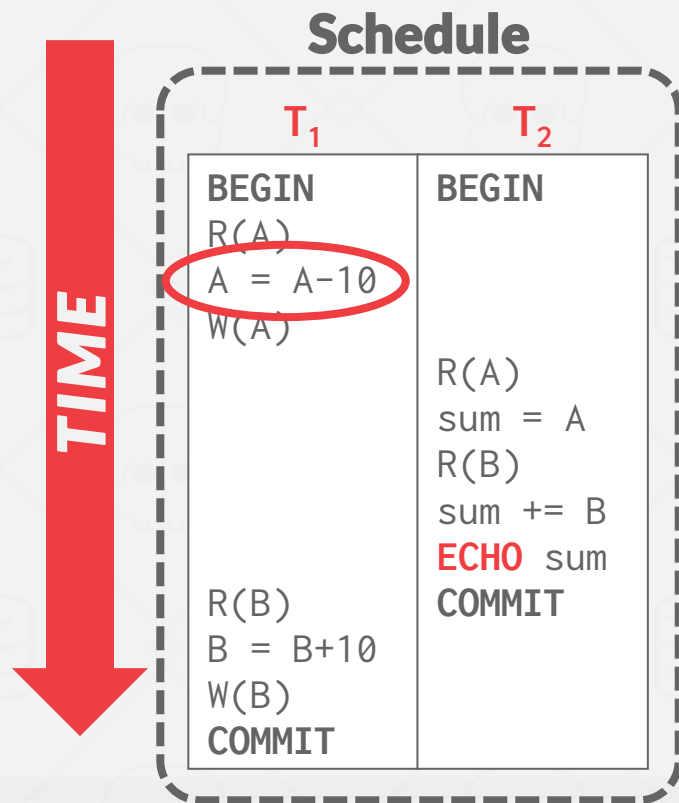 Schedule
TIME
T₁ T₂
BEGIN BEGIN
R(A)
A = A-10
W(A)
R(A)
sum = A
R(B)
sum += B
ECHO sum
R(B) COMMIT
B = B+10
W(B)
COMMIT